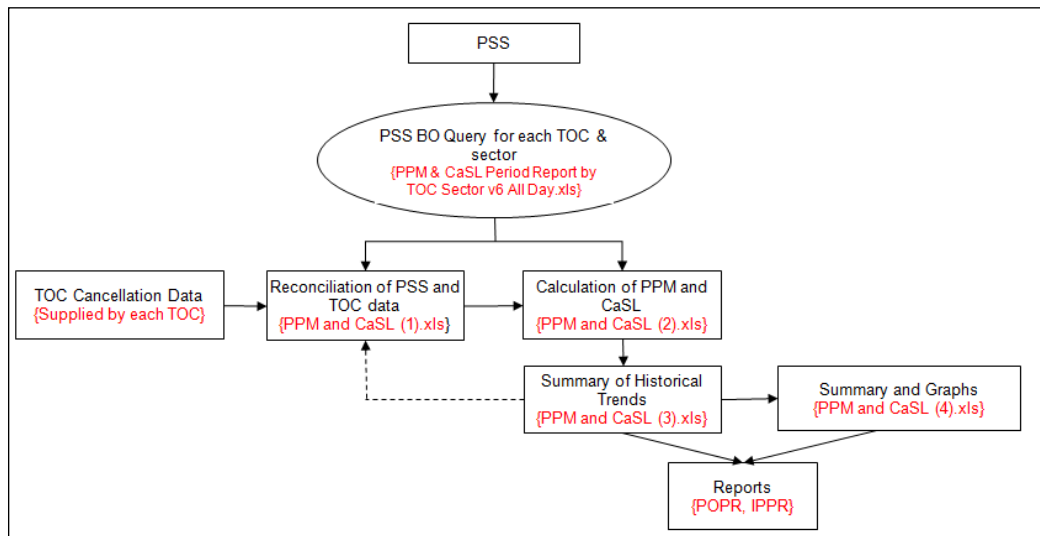 PSS
PSS BO Query for each TOC &
sector
{PPM & CaSL Period Report by
TOC Sector v6 All Day.xls}
TOC Cancellation Data
{Supplied by each TOC}
Reconciliation of PSS and
TOC data
{PPM and CaSL (1).xls}
Calculation of PPM and
CaSL
{PPM and CaSL (2).xls}
Summary of Historical
Trends
{PPM and CaSL (3).xls}
Summary and Graphs
{PPM and CaSL (4).xls}
Reports
{POPR, IPPR}